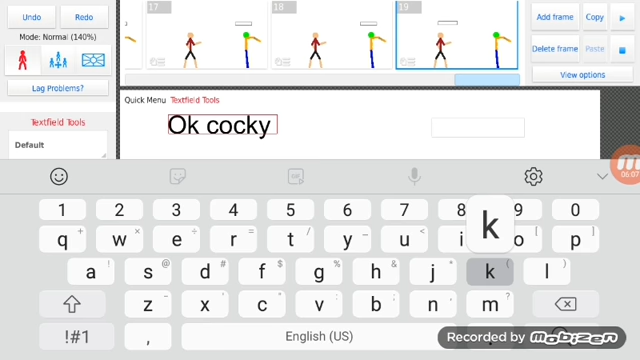 Undo Redo
Mode: Normal (140%)
17 18 19
Add frame Copy
Delete frame Paste
Lag Problems?
View options
Quick Menu Textfield Tools
Textfield Tools
Ok cocky
Default
06:07
1 2 3 4 5 6 7 8 k 9 0
q + w × e ÷ r = t / y _ u < i o [ p ]
a ! s @ d # f $ g % h & j * k ( l )
z - x ' c " v : b ; n , m ?
!#1 , English (US) .
Recorded by Mobizen